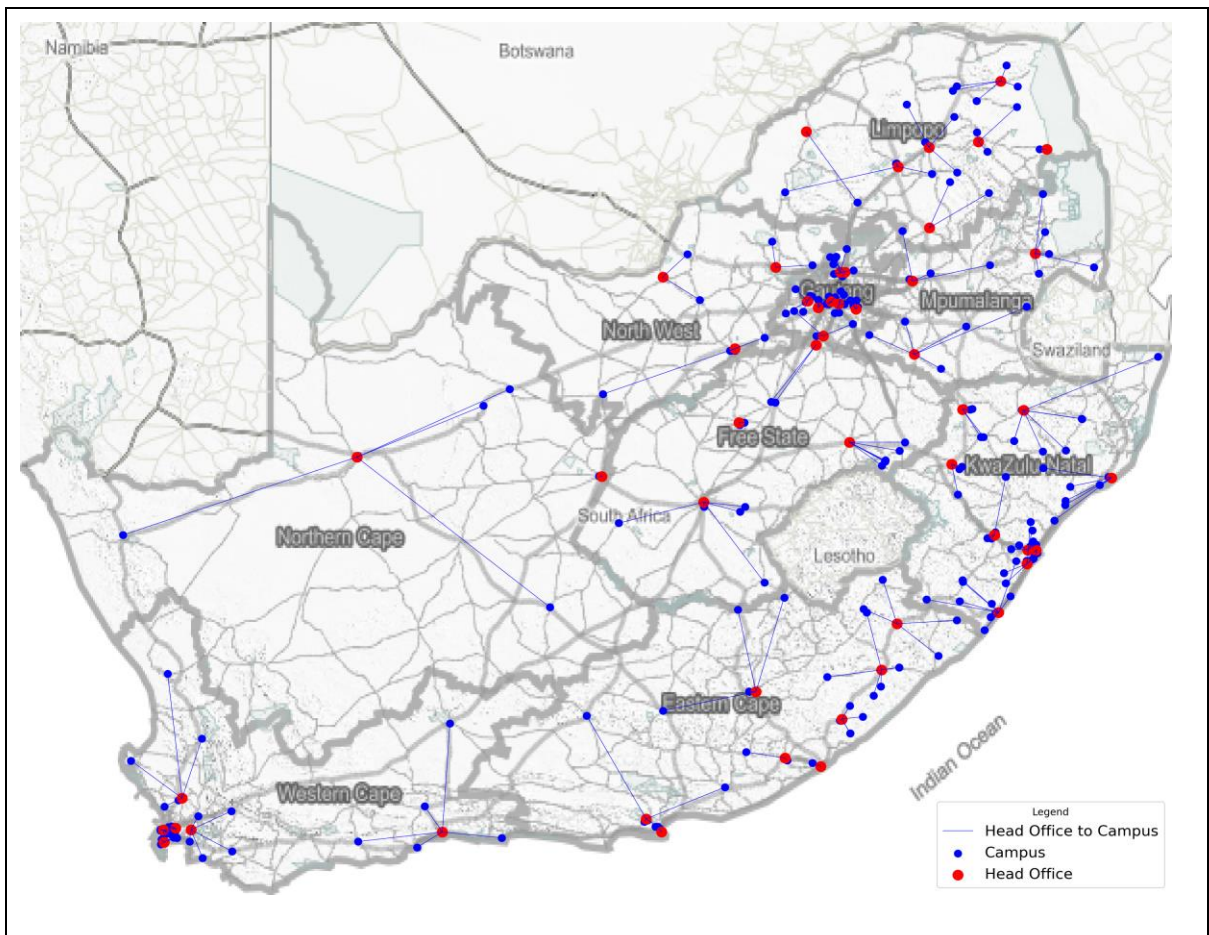 Namibia
Botswana
Limpopo
Gauteng
Mpumalanga
North West
Swaziland
Free State
KwaZulu Natal
South Africa
Northern Cape
Lesotho
Eastern Cape
Indian Ocean
Western Cape
Legend
Head Office to Campus
Campus
Head Office